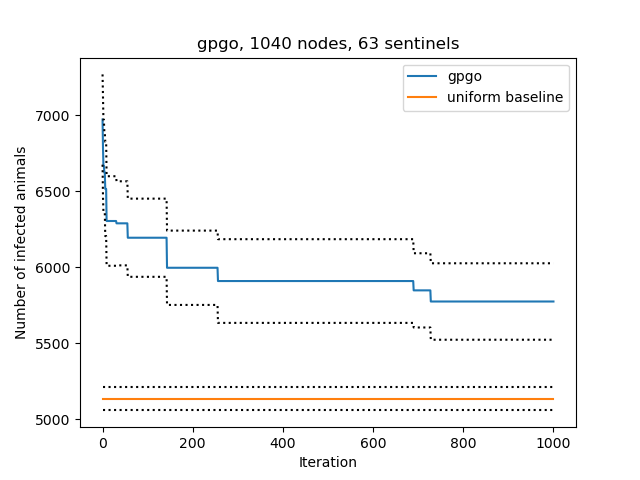 gpgo, 1040 nodes, 63 sentinels
gpgo
uniform baseline
Number of infected animals
7000
6500
6000
5500
5000
0 200 400 600 800 1000
Iteration